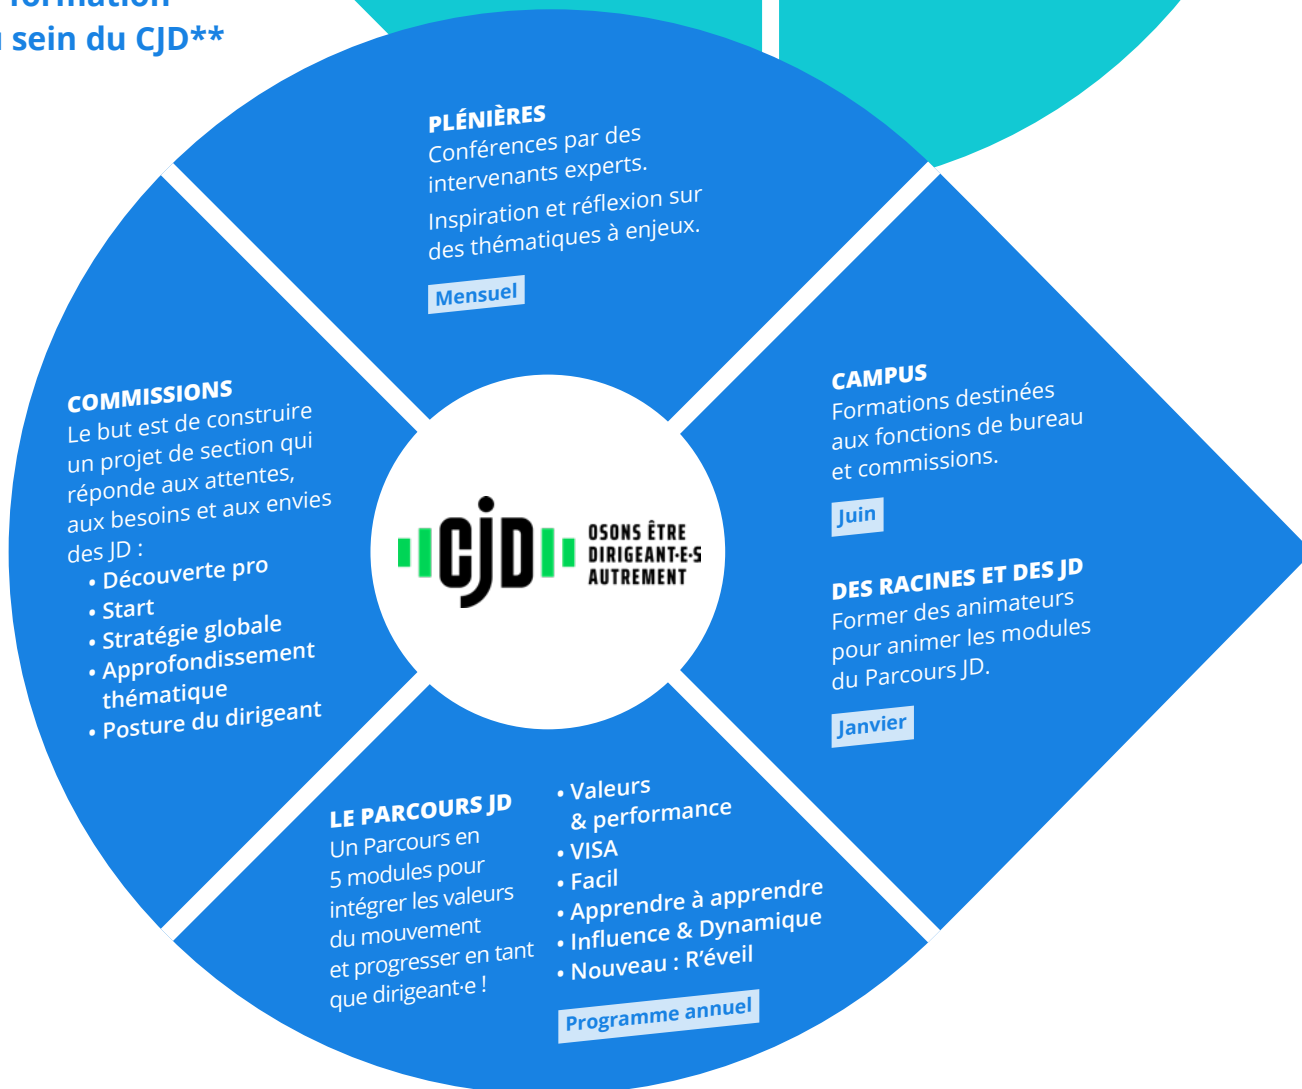 formation
sein du CJD**
PLÉNIÈRES
Conférences par des
intervenants experts.
Inspiration et réflexion sur
des thématiques à enjeux.
Mensuel
COMMISSIONS
Le but est de construire
un projet de section qui
réponde aux attentes,
aux besoins et aux envies
des JD :
• Découverte pro
• Start
• Stratégie globale
• Approfondissement
thématique
• Posture du dirigeant
CJD
OSONS ÊTRE
DIRIGEANT·E·S
AUTREMENT
CAMPUS
Formations destinées
aux fonctions de bureau
et commissions.
Juin
DES RACINES ET DES JD
Former des animateurs
pour animer les modules
du Parcours JD.
Janvier
LE PARCOURS JD
Un Parcours en
5 modules pour
intégrer les valeurs
du mouvement
et progresser en tant
que dirigeant·e !
• Valeurs
& performance
• VISA
• Facil
• Apprendre à apprendre
• Influence & Dynamique
• Nouveau : R’éveil
Programme annuel